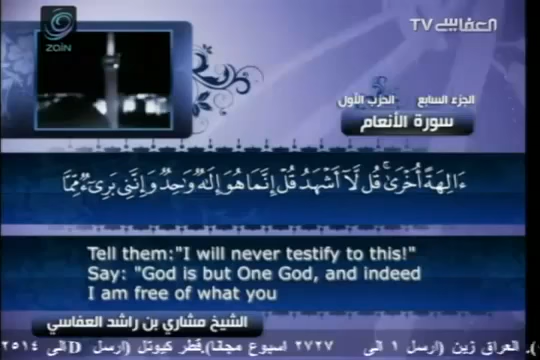 zain
العفاسي TV
الجزء السابع الحزب الأول
سورة الأنعام
ءَالِهَةً أُخْرَىٰ ۚ قُل لَّآ أَشْهَدُ قُلْ إِنَّمَا هُوَ إِلَٰهٌ وَٰحِدٌ وَإِنَّنِى بَرِىٓءٌ مِّمَّا
Tell them:"I will never testify to this!"
Say: "God is but One God, and indeed
I am free of what you
الشيخ مشاري بن راشد العفاسي
). العراق زين (ارسل 1 الى ٢٧٢٧ اسبوع مجانا). قطر كيوتل (ارسل D الى ٢٥١٤